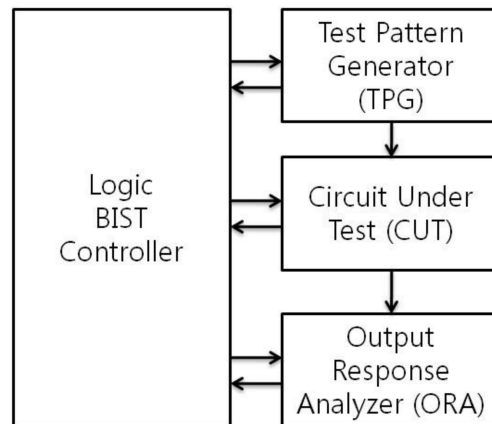 Logic
BIST
Controller
Test Pattern
Generator
(TPG)
Circuit Under
Test (CUT)
Output
Response
Analyzer (ORA)